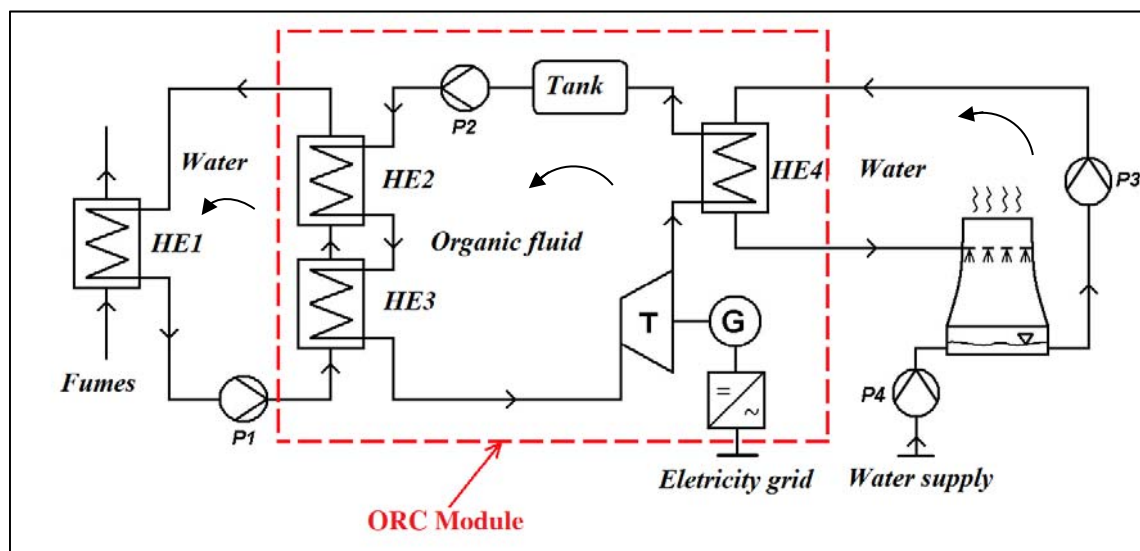 Tank
P2
Water
HE2
HE4
Water
P3
HE1
Organic fluid
HE3
T
G
Fumes
P1
=
~
P4
Eletricity grid
Water supply
ORC Module